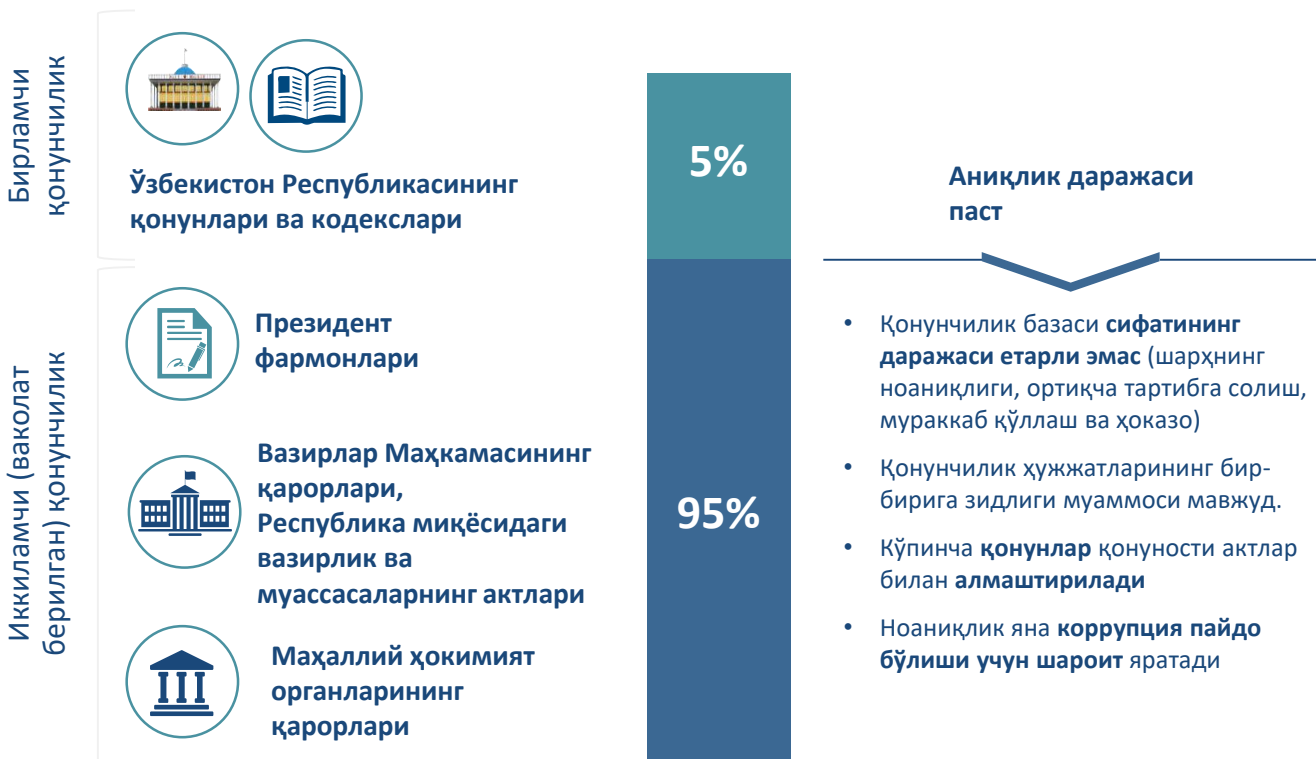 Бирламчи
қонунчилик
Ўзбекистон Республикасининг
қонунлари ва кодекслари
5%
Аниқлик даражаси
паст
Иккиламчи (ваколат
берилган) қонунчилик
Президент
фармонлари
Вазирлар Маҳкамасининг
қарорлари,
Республика миқёсидаги
вазирлик ва
муассасаларнинг актлари
Маҳаллий ҳокимият
органларининг
қарорлари
95%
• Қонунчилик базаси сифатининг
даражаси етарли эмас (шарҳнинг
ноаниқлиги, ортиқча тартибга солиш,
мураккаб қўллаш ва ҳоказо)
• Қонунчилик ҳужжатларининг бир-
бирига зидлиги муаммоси мавжуд.
• Кўпинча қонунлар қонуности актлар
билан алмаштирилади
• Ноаниқлик яна коррупция пайдо
бўлиши учун шароит яратади